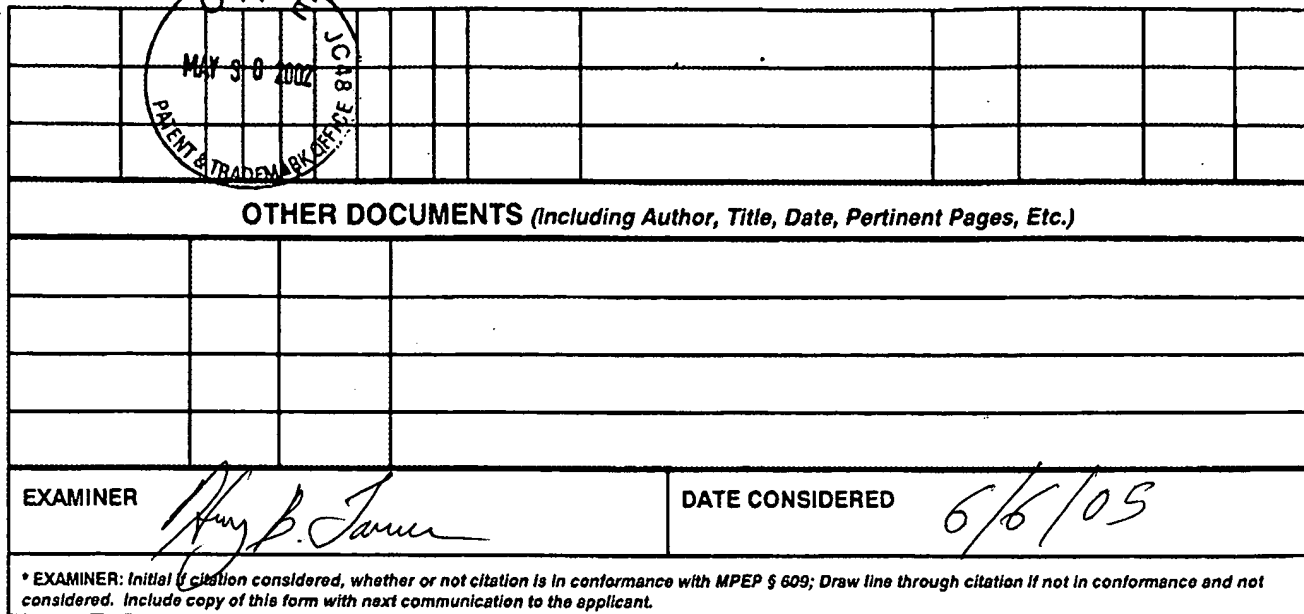 JC48
MAY 30 2002
PATENT & TRADEMARK OFFICE
OTHER DOCUMENTS (Including Author, Title, Date, Pertinent Pages, Etc.)
EXAMINER
DATE CONSIDERED 6/6/05
* EXAMINER: Initial if citation considered, whether or not citation is in conformance with MPEP § 609; Draw line through citation if not in conformance and not
considered. Include copy of this form with next communication to the applicant.